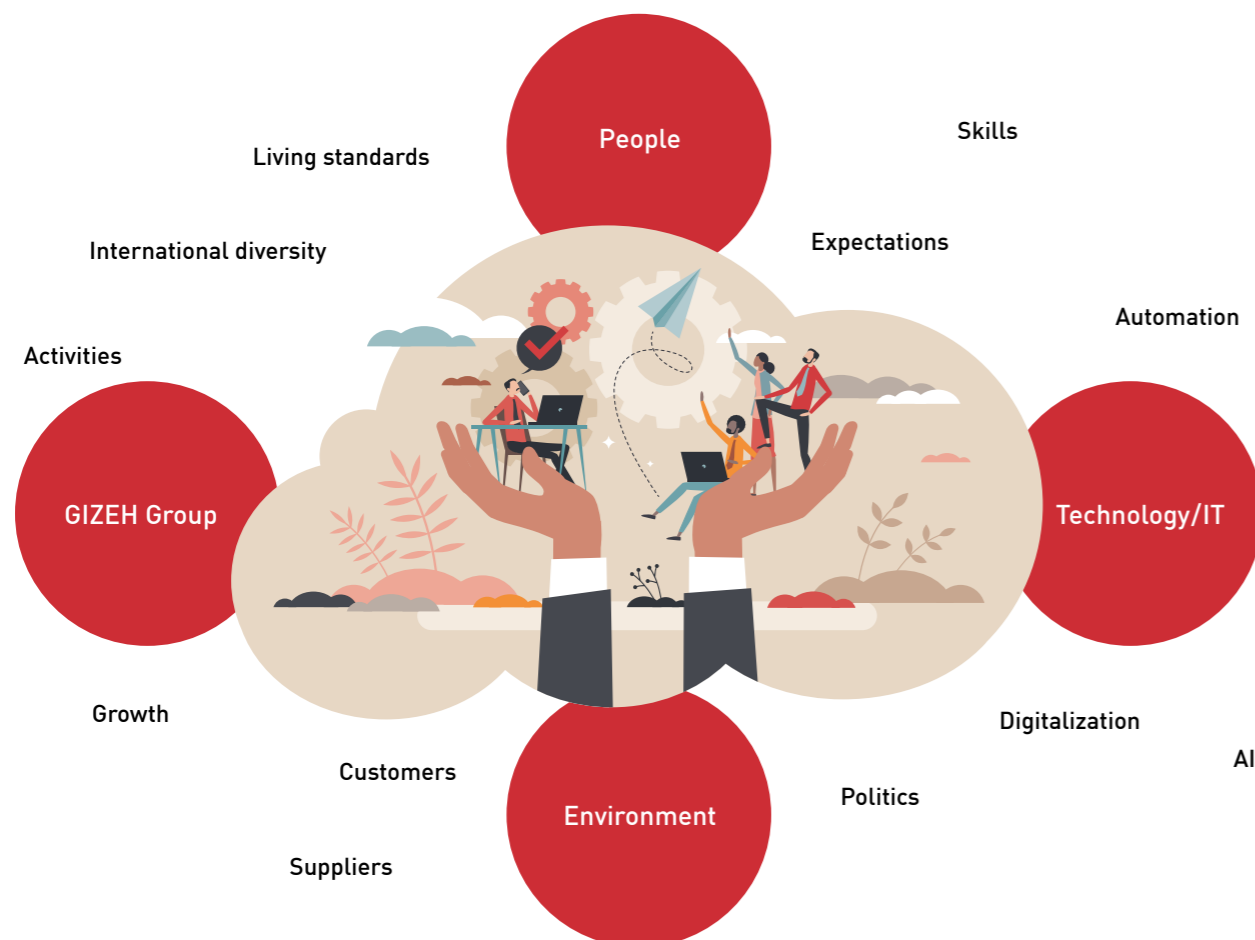 People
Skills
Living standards
Expectations
International diversity
Automation
Activities
GIZEH Group
Technology/IT
Growth
Digitalization
AI
Customers
Politics
Environment
Suppliers